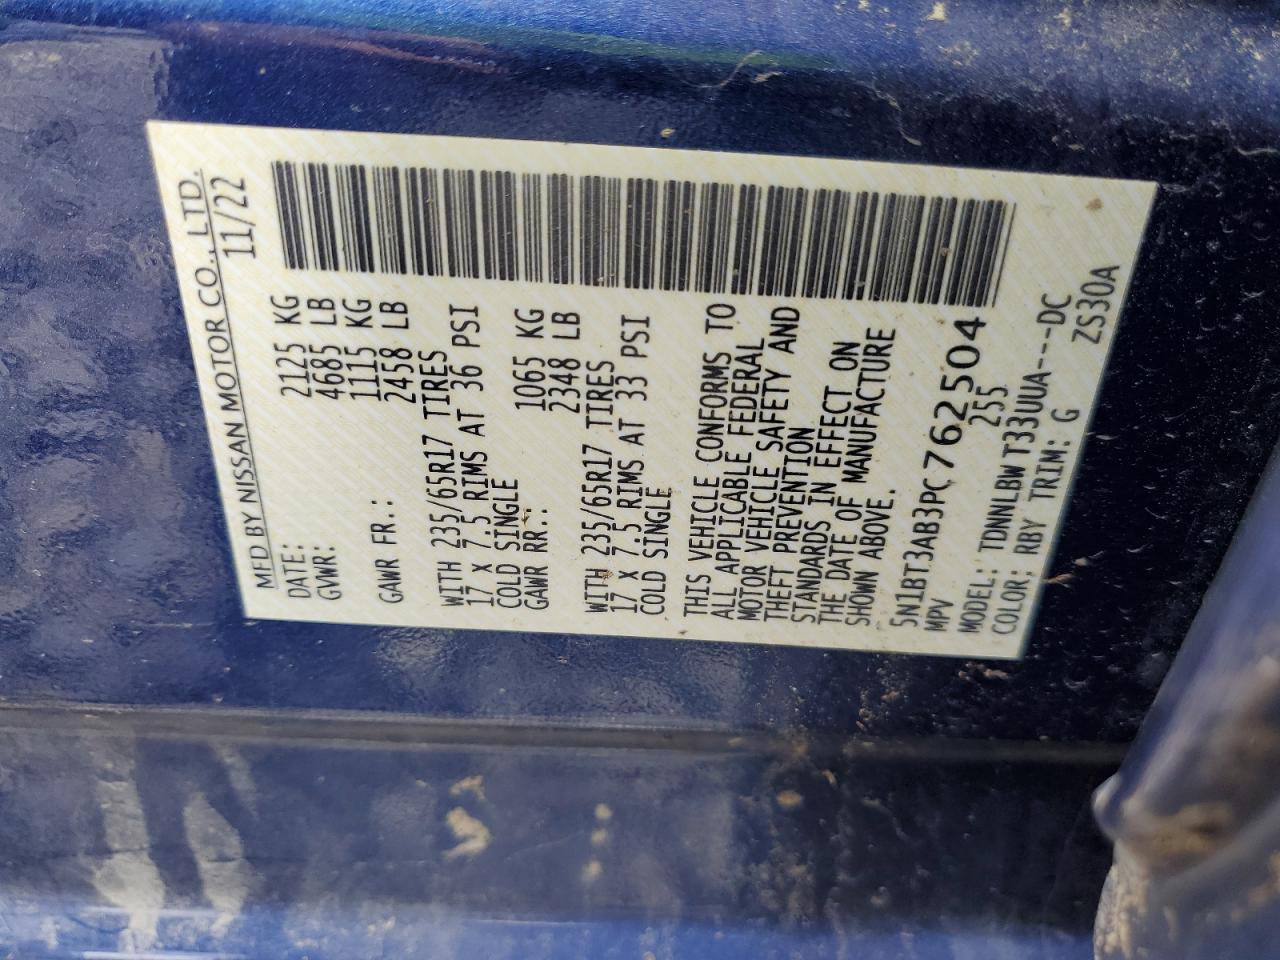 MFD BY NISSAN MOTOR CO., LTD.
DATE: 11/22
GVWR: 2125 KG
4685 LB
GAWR FR.: 1115 KG
2458 LB
WITH 235/65R17 TIRES
17 X 7.5 RIMS AT 36 PSI
COLD SINGLE
GAWR RR.: 1065 KG
2348 LB
WITH 235/65R17 TIRES
17 X 7.5 RIMS AT 33 PSI
COLD SINGLE
THIS VEHICLE CONFORMS TO
ALL APPLICABLE FEDERAL
MOTOR VEHICLE SAFETY AND
THEFT PREVENTION
STANDARDS IN EFFECT ON
THE DATE OF MANUFACTURE
SHOWN ABOVE.
5N1BT3AB3PC762504
MPV 255
MODEL: TDNNLBW T33UUA---DC
COLOR: RBY TRIM: G ZS30A